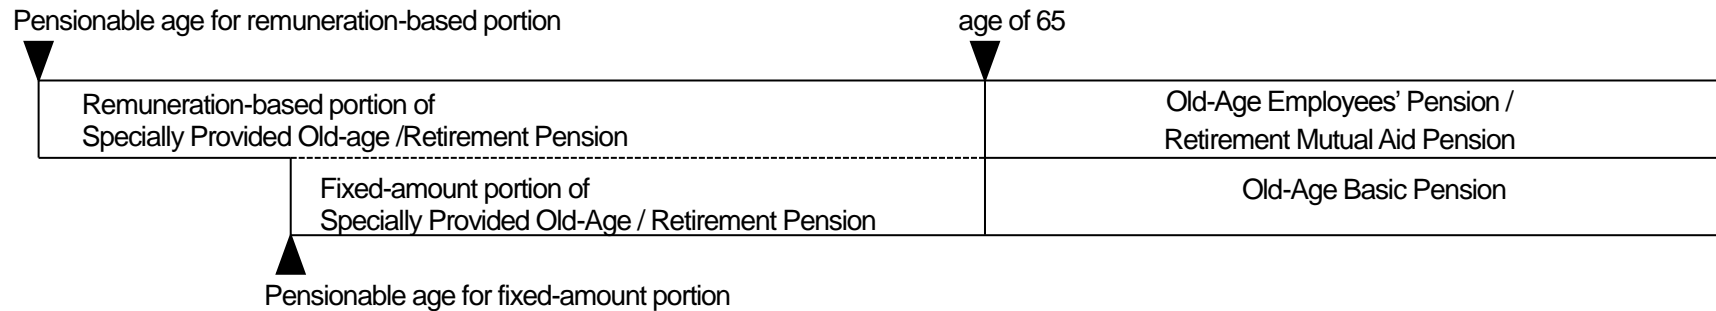 Pensionable age for remuneration-based portion
age of 65
Remuneration-based portion of
Specially Provided Old-age /Retirement Pension
Old-Age Employees’ Pension /
Retirement Mutual Aid Pension
Fixed-amount portion of
Specially Provided Old-Age / Retirement Pension
Old-Age Basic Pension
Pensionable age for fixed-amount portion